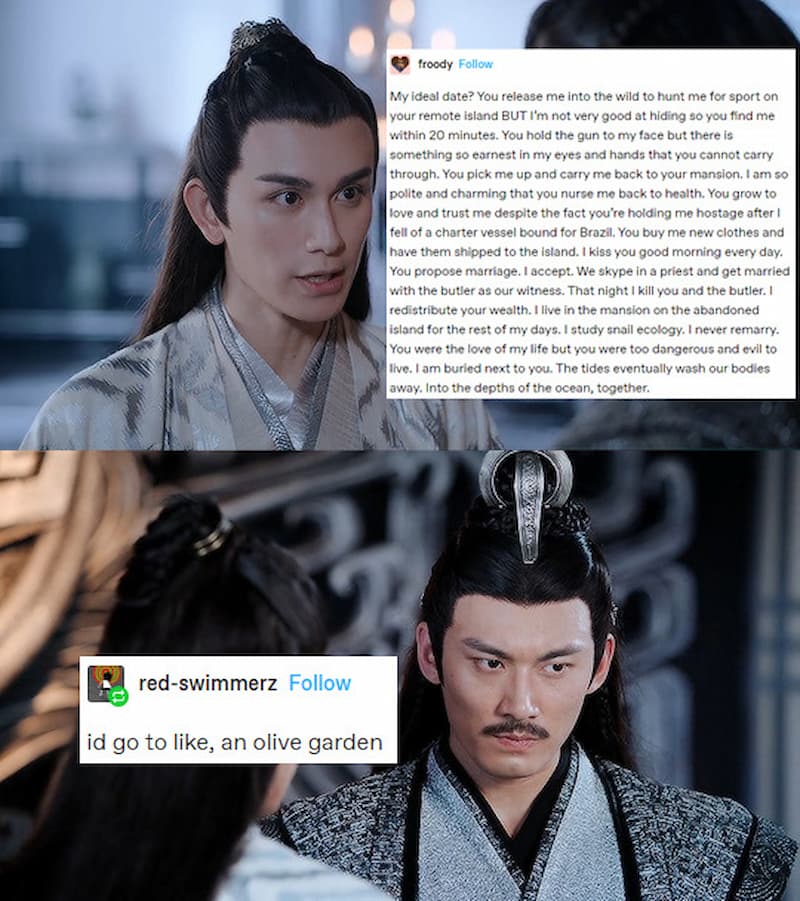 froody Follow
My ideal date? You release me into the wild to hunt me for sport on
your remote island BUT I'm not very good at hiding so you find me
within 20 minutes. You hold the gun to my face but there is
something so earnest in my eyes and hands that you cannot carry
through. You pick me up and carry me back to your mansion. I am so
polite and charming that you nurse me back to health. You grow to
love and trust me despite the fact you're holding me hostage after I
fell of a charter vessel bound for Brazil. You buy me new clothes and
have them shipped to the island. I kiss you good morning every day.
You propose marriage. I accept. We skype in a priest and get married
with the butler as our witness. That night I kill you and the butler. I
redistribute your wealth. I live in the mansion on the abandoned
island for the rest of my days. I study snail ecology. I never remarry.
You were the love of my life but you were too dangerous and evil to
live. I am buried next to you. The tides eventually wash our bodies
away. Into the depths of the ocean, together.
red-swimmerz Follow
id go to like, an olive garden